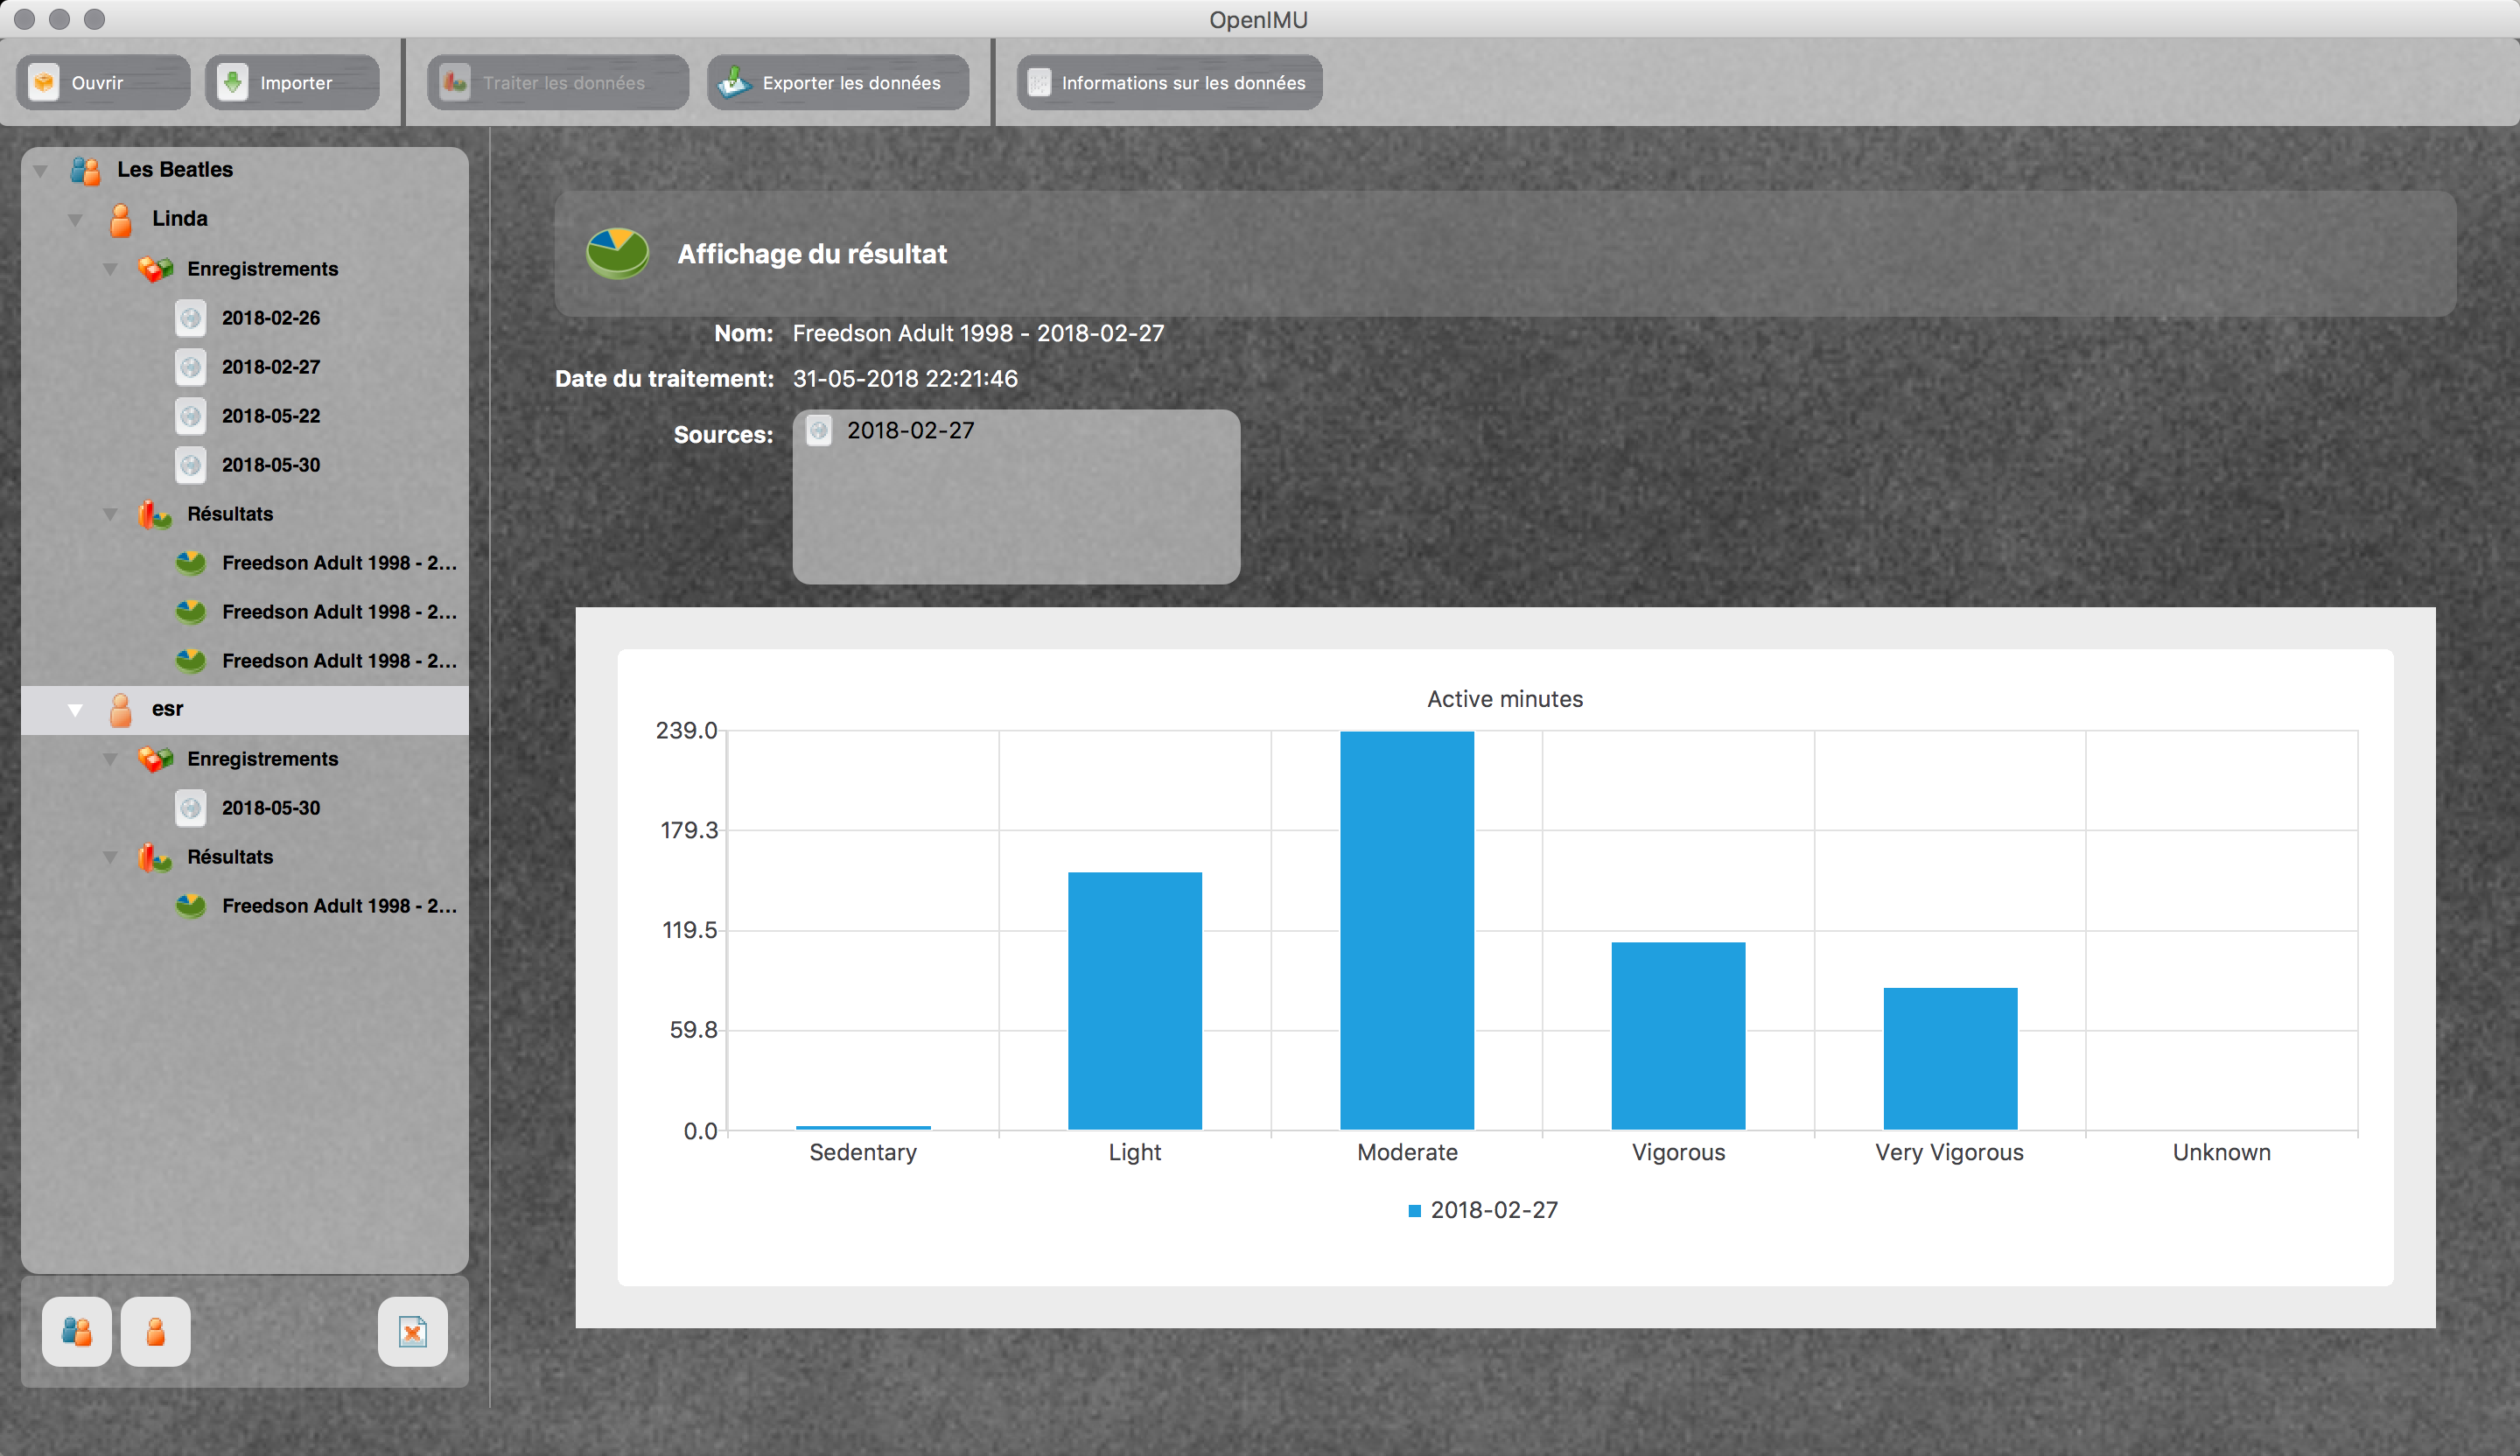 OpenIMU
Ouvrir
Importer
Traiter les données
Exporter les données
Informations sur les données
Les Beatles
Linda
Enregistrements
2018-02-26
2018-02-27
2018-05-22
2018-05-30
Résultats
Freedson Adult 1998 - 2...
Freedson Adult 1998 - 2...
Freedson Adult 1998 - 2...
esr
Enregistrements
2018-05-30
Résultats
Freedson Adult 1998 - 2...
Affichage du résultat
Nom: Freedson Adult 1998 - 2018-02-27
Date du traitement: 31-05-2018 22:21:46
Sources: 2018-02-27
Active minutes
239.0
179.3
119.5
59.8
0.0
Sedentary Light Moderate Vigorous Very Vigorous Unknown
2018-02-27